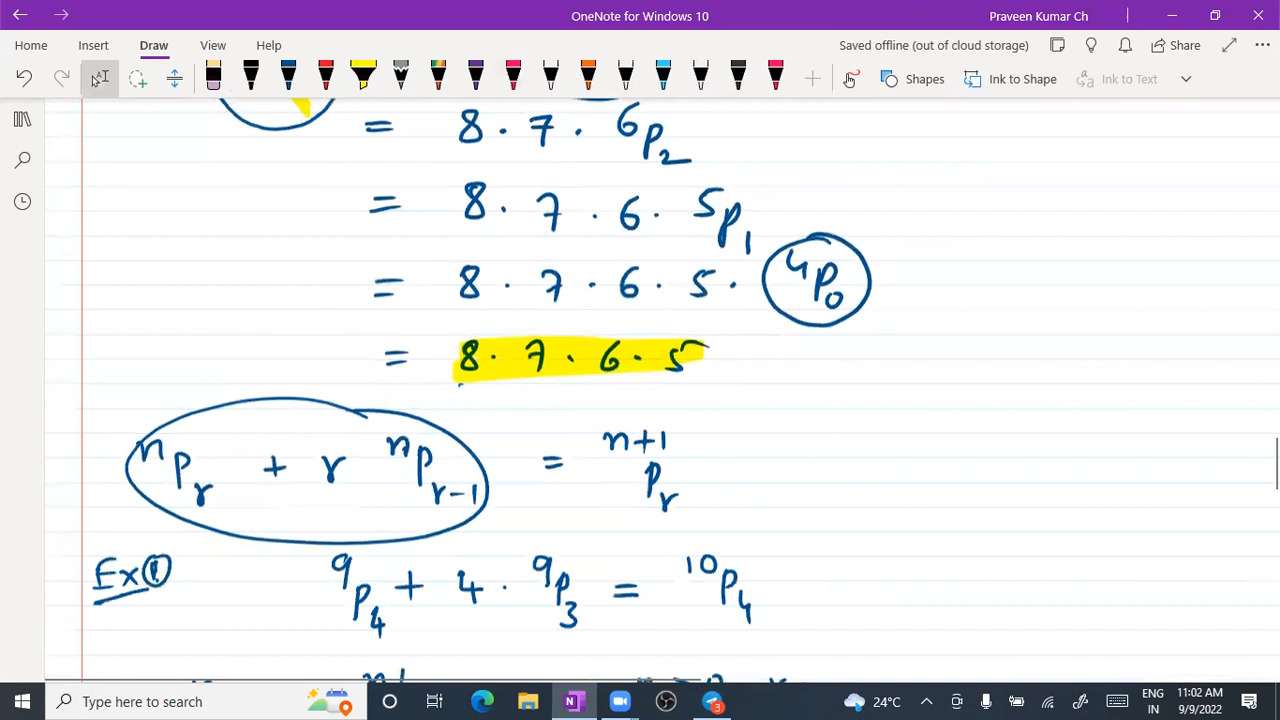 OneNote for Windows 10
Praveen Kumar Ch
Home Insert Draw View Help
Saved offline (out of cloud storage)
Share
Shapes
Ink to Shape
Ink to Text
= 8 · 7 · 6p₂
= 8 · 7 · 6 · 5p₁
= 8 · 7 · 6 · 5 · ⁴p₀
= 8 · 7 · 6 · 5
ⁿpᵣ + r ⁿpᵣ₋₁ = ⁿ⁺¹pᵣ
Ex① ⁹p₄ + 4 · ⁹p₃ = ¹⁰p₄
Type here to search
24°C
ENG
IN
11:02 AM
9/9/2022
3